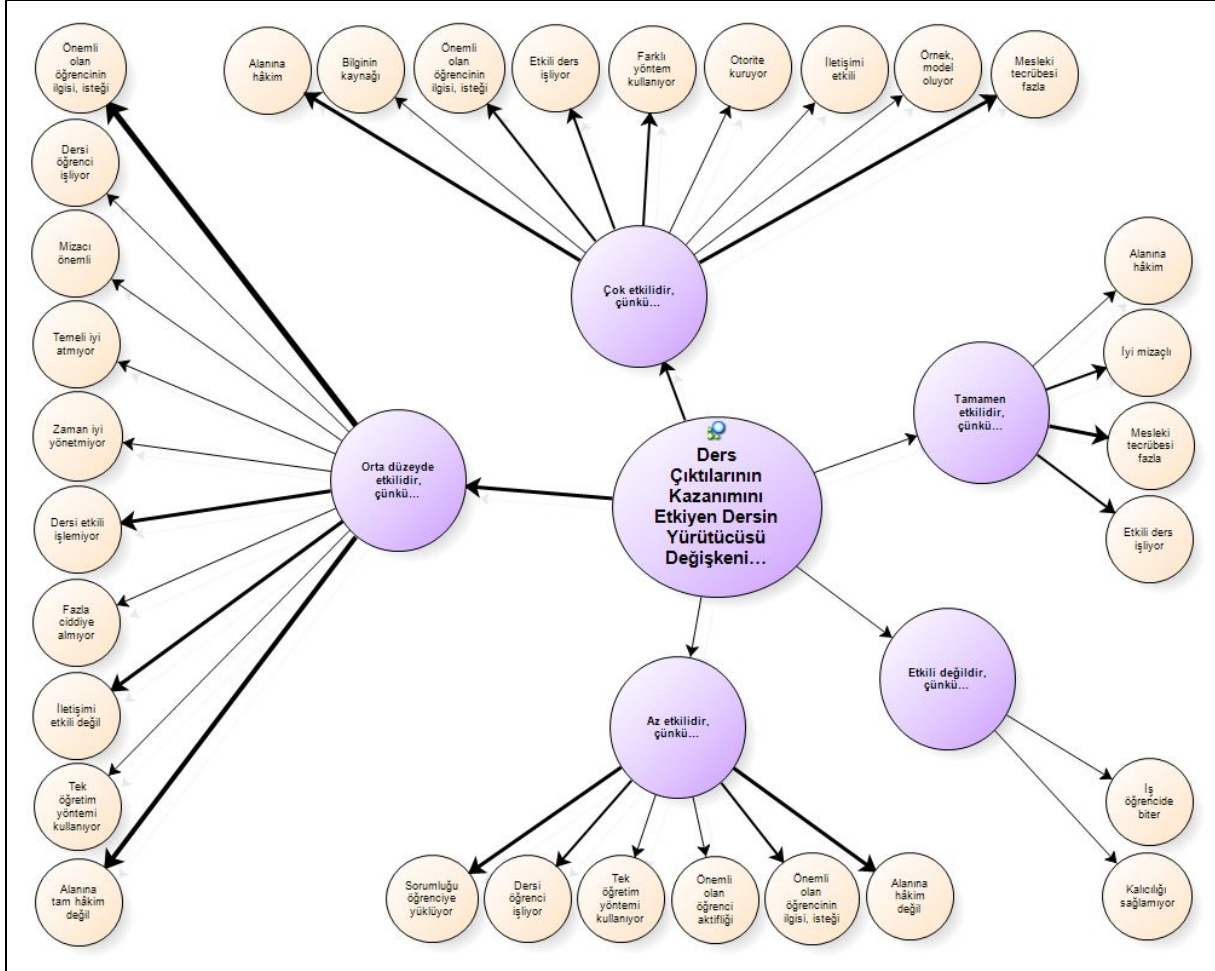 Önemli
olan
öğrencinin
ilgisi, isteği
Alanına
hâkim
Bilginin
kaynağı
Önemli
olan
öğrencinin
ilgisi, isteği
Etkili ders
işliyor
Farklı
yöntem
kullanıyor
Otorite
kuruyor
İletişimi
etkili
Örnek,
model
oluyor
Mesleki
tecrübesi
fazla
Dersi
öğrenci
işliyor
Mizacı
önemli
Temeli iyi
atmıyor
Zaman iyi
yönetmiyor
Dersi etkili
işlemiyor
Fazla
ciddiye
almıyor
İletişimi
etkili değil
Tek
öğretim
yöntemi
kullanıyor
Alanına
tam hâkim
değil
Orta düzeyde
etkilidir,
çünkü...
Çok etkilidir,
çünkü...
Ders
Çıktılarının
Kazanımını
Etkiyen Dersin
Yürütücüsü
Değişkeni...
Tamamen
etkilidir,
çünkü...
Alanına
hâkim
İyi mizaçlı
Mesleki
tecrübesi
fazla
Etkili ders
işliyor
Etkili değildir,
çünkü...
İş
öğrencide
biter
Kalıcılığı
sağlamıyor
Az etkilidir,
çünkü...
Sorumluğu
öğrenciye
yüklüyor
Dersi
öğrenci
işliyor
Tek
öğretim
yöntemi
kullanıyor
Önemli
olan
öğrenci
aktifliği
Önemli
olan
öğrencinin
ilgisi, isteği
Alanına
hâkim
değil